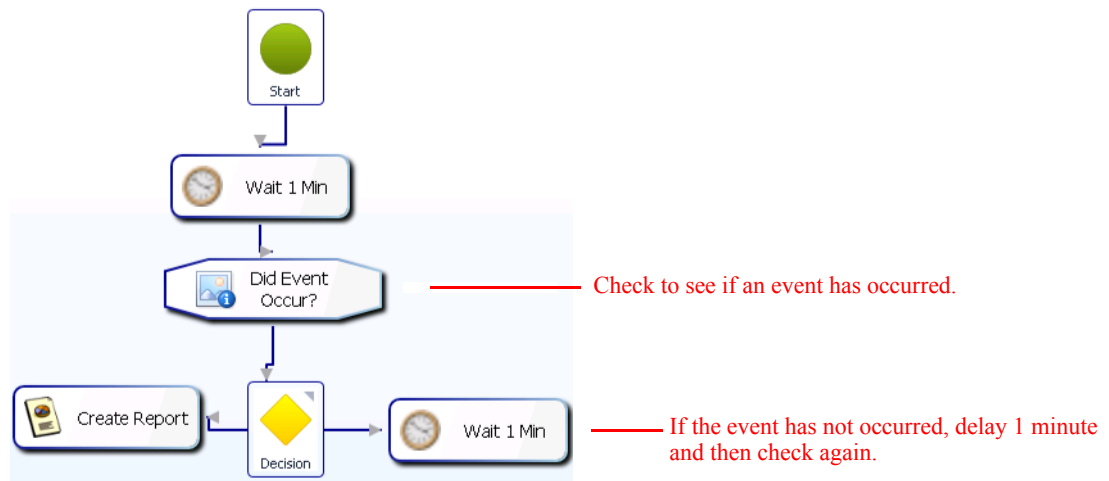 Start
Wait 1 Min
Did Event
Occur?
Check to see if an event has occurred.
Create Report
Decision
Wait 1 Min
If the event has not occurred, delay 1 minute
and then check again.